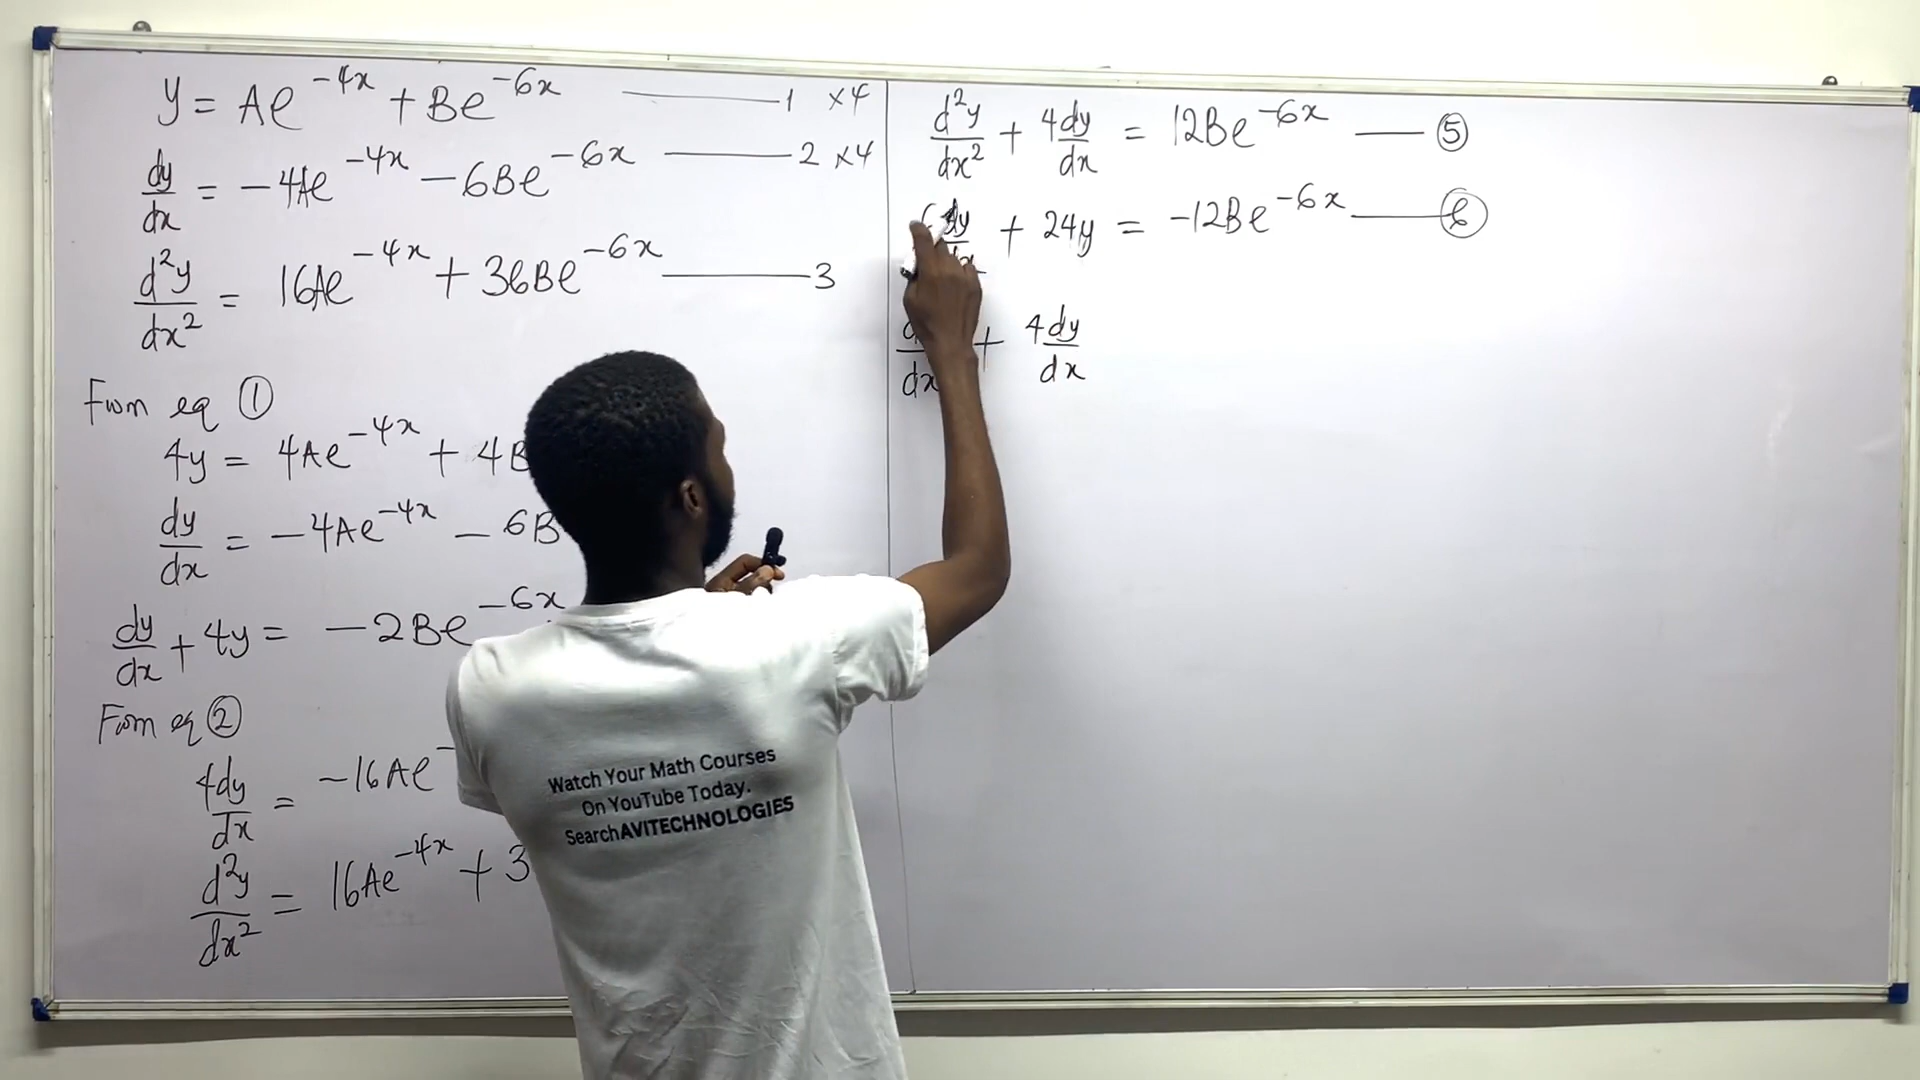 y = Ae^{-4x} + Be^{-6x} —— 1 ×4
dy/dx = -4Ae^{-4x} - 6Be^{-6x} —— 2 ×4
d²y/dx² = 16Ae^{-4x} + 36Be^{-6x} —— 3
From eq ①
4y = 4Ae^{-4x} + 4B
dy/dx = -4Ae^{-4x} - 6B
dy/dx + 4y = -2Be^{-6x}
From eq ②
4dy/dx = -16Ae
d²y/dx² = 16Ae^{-4x} + 3
d²y/dx² + 4dy/dx = 12Be^{-6x} —— ⑤
6dy/dx + 24y = -12Be^{-6x} —— ⑥
+ 4dy/dx
Watch Your Math Courses
On YouTube Today.
SearchAVITECHNOLOGIES